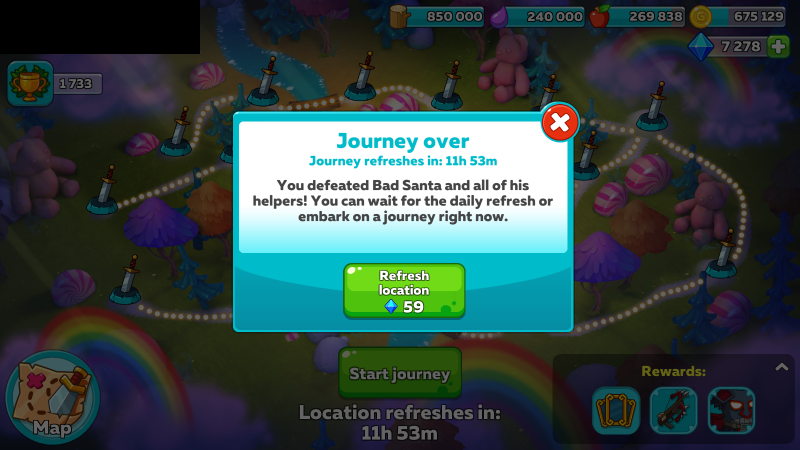 850 000
240 000
269 838
675 129
7 278
1 733
Journey over
Journey refreshes in: 11h 53m
You defeated Bad Santa and all of his
helpers! You can wait for the daily refresh or
embark on a journey right now.
Refresh
location
59
Start journey
Location refreshes in:
11h 53m
Map
Rewards: